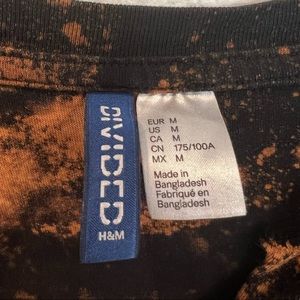 DIVIDED
H&M
EUR M
US M
CA M
CN 175/100A
MX M
Made in
Bangladesh
Fabriqué en
Bangladesh